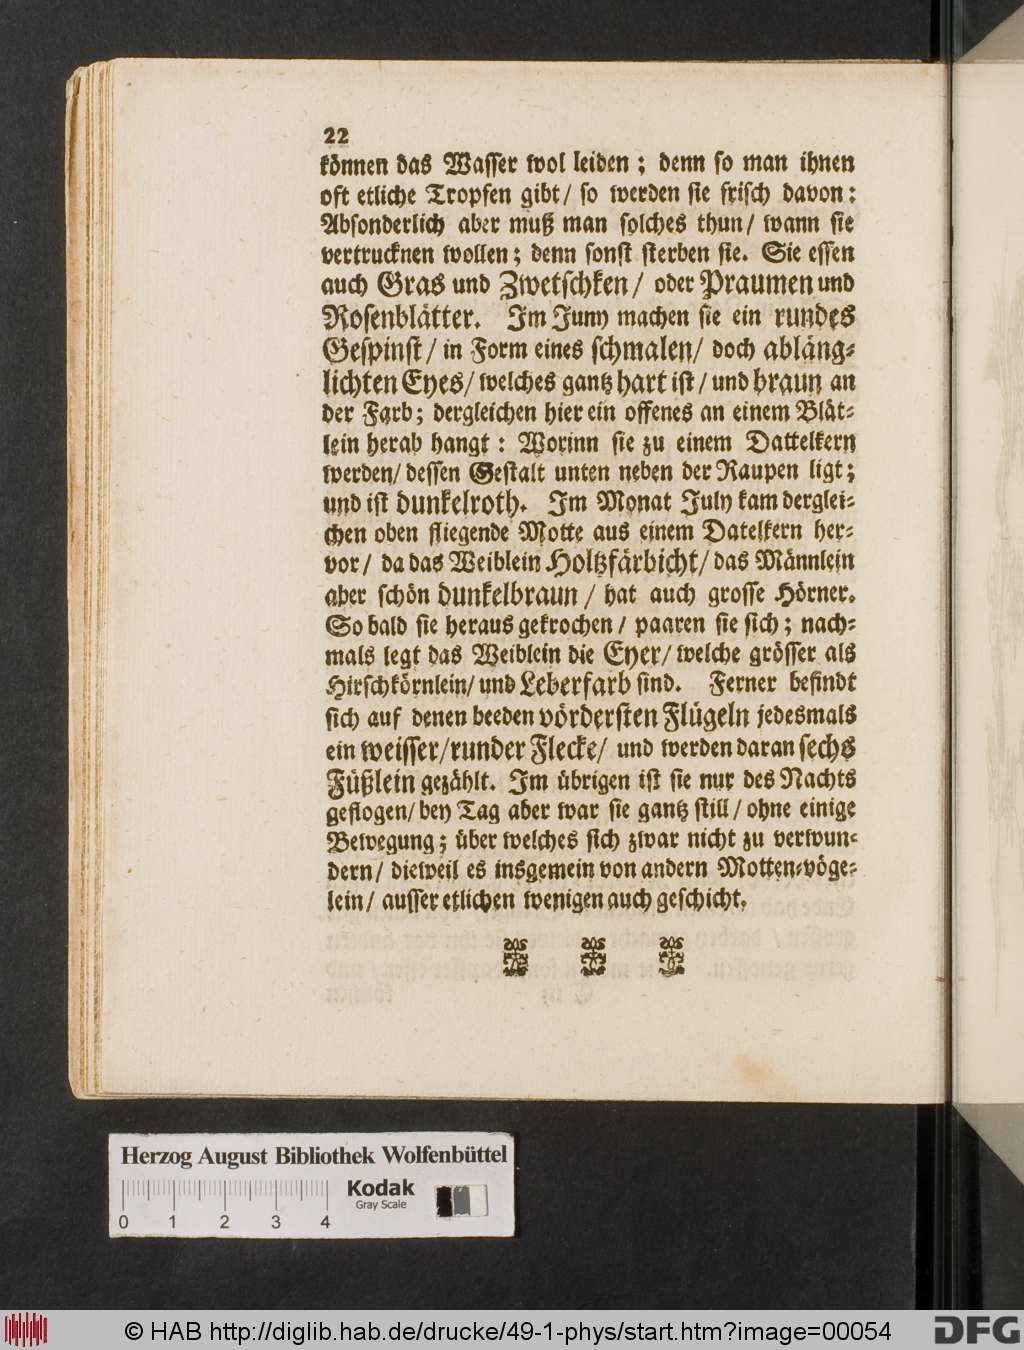 22
können das Wasser wol leiden; denn so man ihnen
oft etliche Tropfen gibt/ so werden sie frisch davon:
Absonderlich aber muß man solches thun/ wann sie
vertrucknen wollen; denn sonst sterben sie. Sie essen
auch Gras und Zwetschken/ oder Praumen und
Rosenblätter. Im Juny machen sie ein rundes
Gespinst/ in Form eines schmalen/ doch abläng-
lichten Eyes/ welches gantz hart ist/ und braun an
der Farb; dergleichen hier ein offenes an einem Blät-
lein herab hangt: Worinn sie zu einem Dattelkern
werden/ dessen Gestalt unten neben der Raupen ligt;
und ist dunkelroth. Im Monat July kam derglei-
chen oben fliegende Motte aus einem Datelkern her-
vor/ da das Weiblein Holtzfärbicht/ das Männlein
aber schön dunkelbraun/ hat auch grosse Hörner.
So bald sie heraus gekrochen/ paaren sie sich; nach-
mals legt das Weiblein die Eyer/ welche grösser als
Hirschkörnlein/ und Leberfarb sind. Ferner befindt
sich auf denen beeden vördersten Flügeln jedesmals
ein weisser/ runder Flecke/ und werden daran sechs
Füßlein gezählt. Im übrigen ist sie nur des Nachts
geflogen/ bey Tag aber war sie gantz still/ ohne einige
Bewegung; über welches sich zwar nicht zu verwun-
dern/ dieweil es insgemein von andern Motten-vöge-
lein/ ausser etlichen wenigen auch geschicht.
Herzog August Bibliothek Wolfenbüttel
Kodak
Gray Scale
0 1 2 3 4
© HAB http://diglib.hab.de/drucke/49-1-phys/start.htm?image=00054
DFG